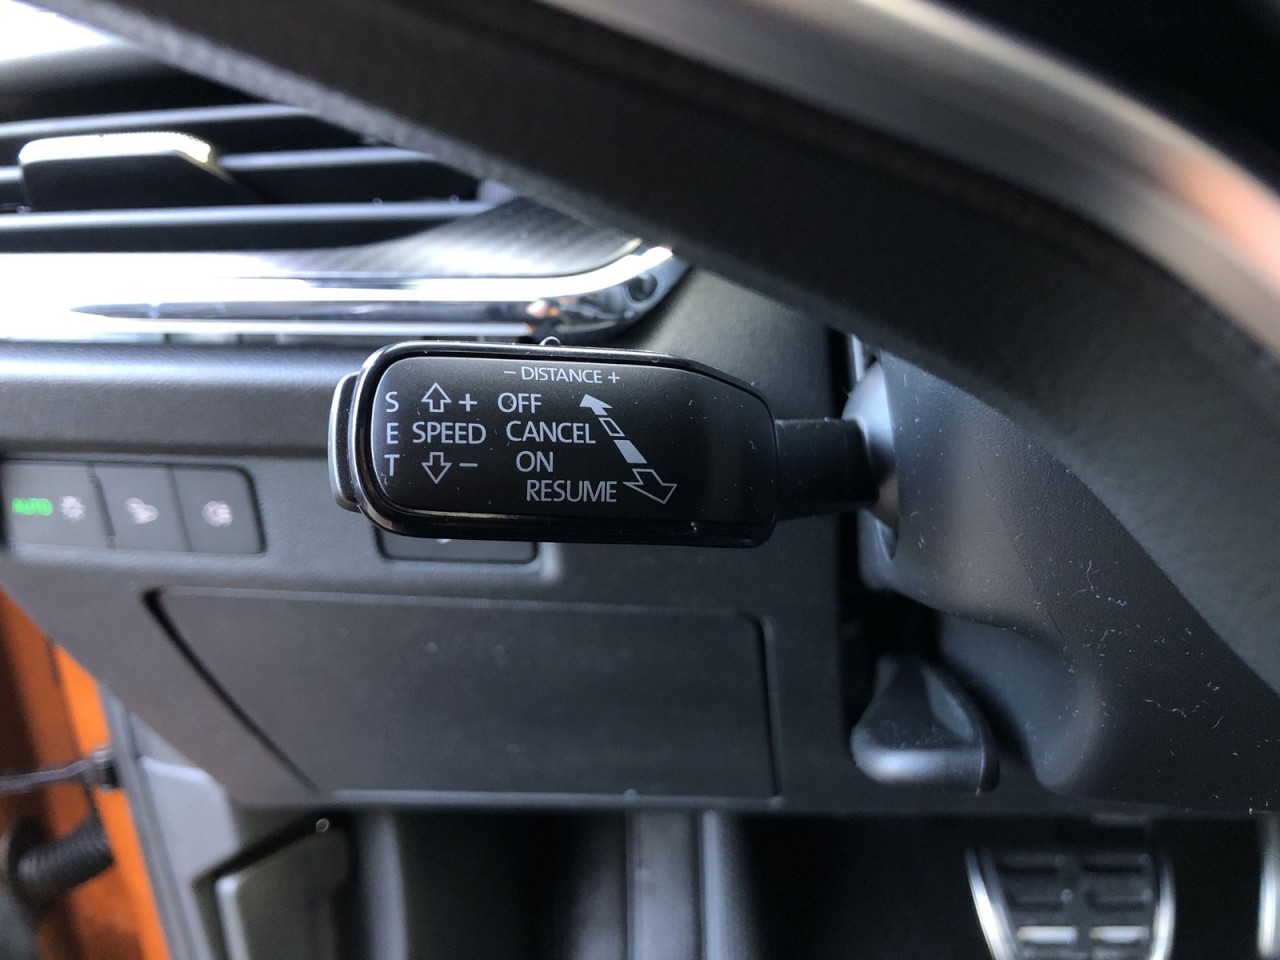 - DISTANCE +
S + OFF
E SPEED CANCEL
T - ON
RESUME
AUTO